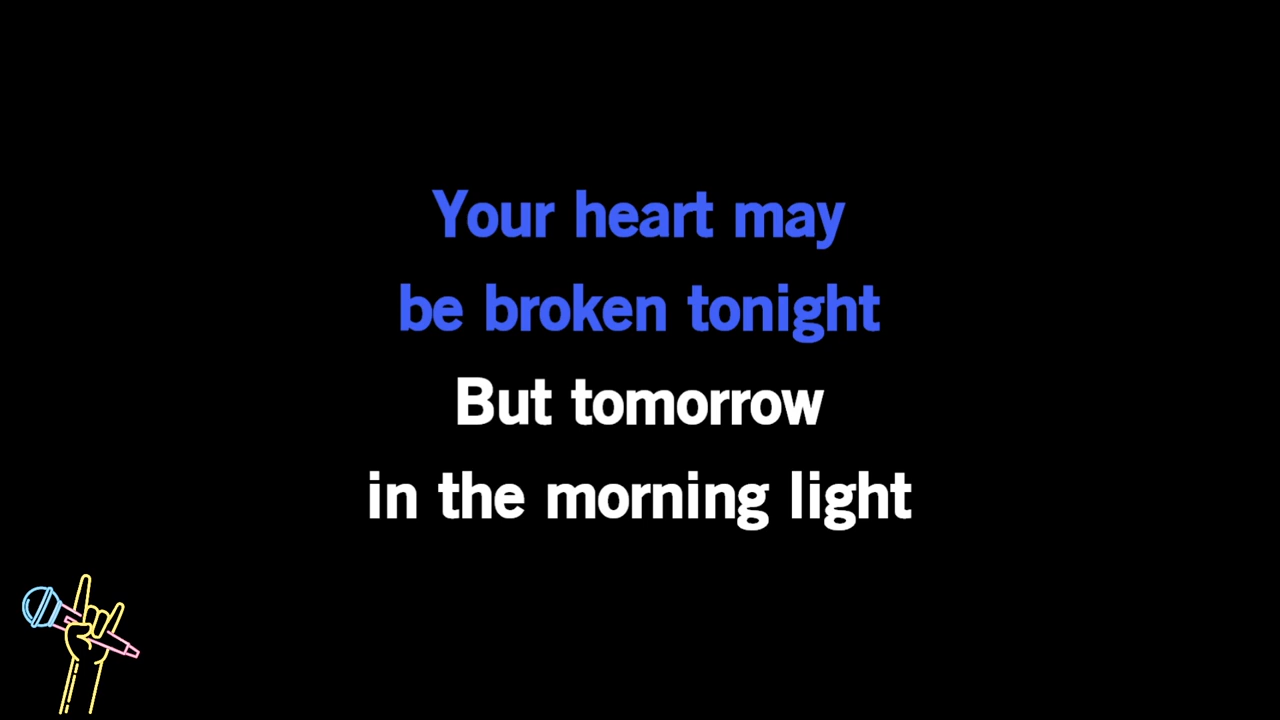 Your heart may
be broken tonight
But tomorrow
in the morning light